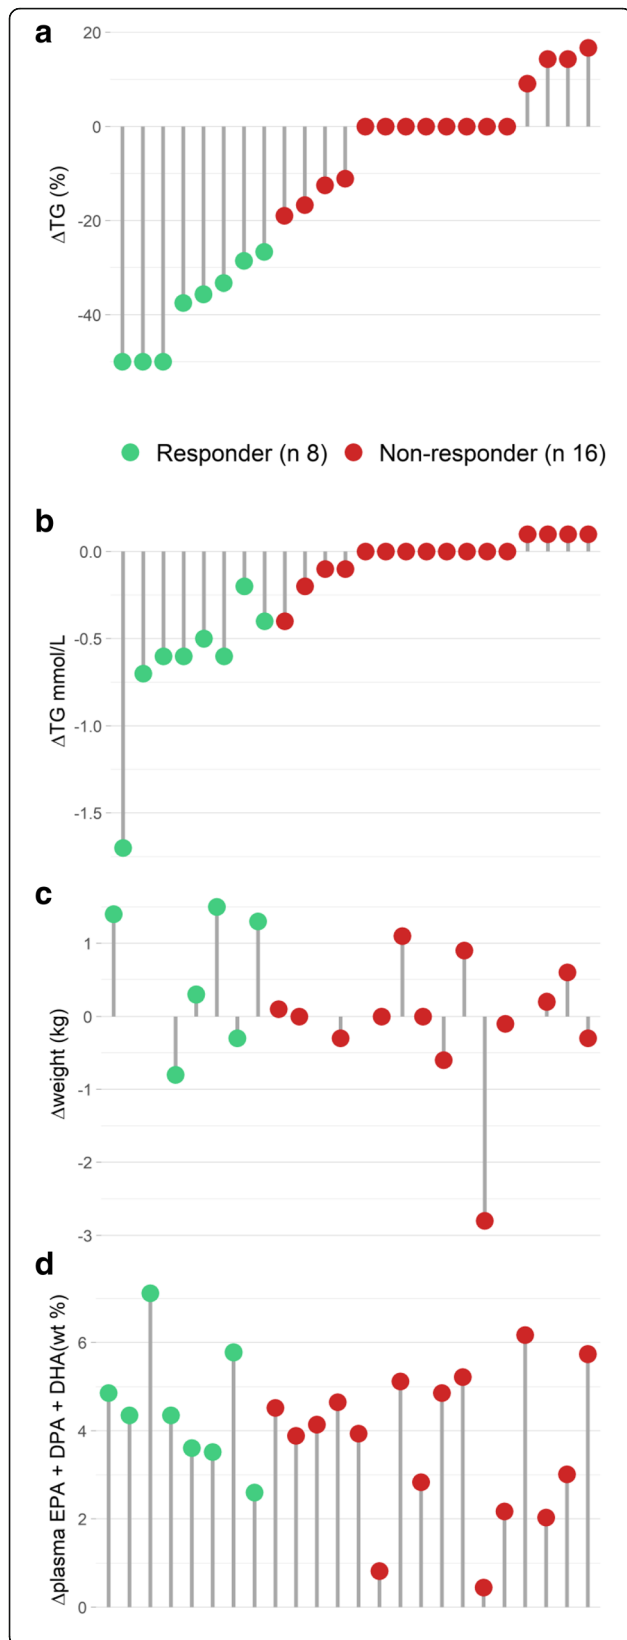 a
20
0
-20
-40
ΔTG (%)
Responder (n 8) Non-responder (n 16)
b
0.0
-0.5
-1.0
-1.5
ΔTG mmol/L
c
1
0
-1
-2
-3
Δweight (kg)
d
6
4
2
0
Δplasma EPA + DPA + DHA(wt %)